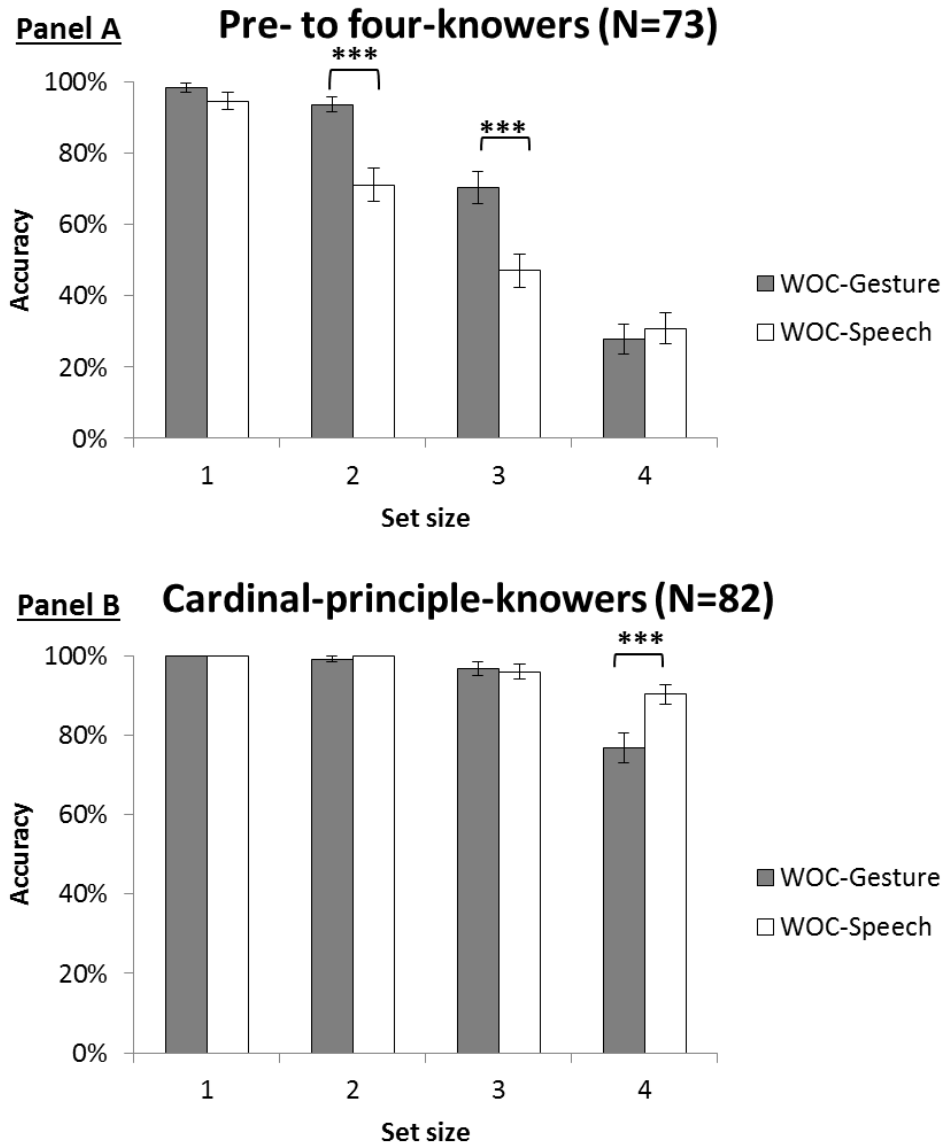 Panel A
Pre- to four-knowers (N=73)
***
***
100%
80%
60%
40%
20%
0%
Accuracy
1 2 3 4
Set size
WOC-Gesture
WOC-Speech
Panel B
Cardinal-principle-knowers (N=82)
***
100%
80%
60%
40%
20%
0%
Accuracy
1 2 3 4
Set size
WOC-Gesture
WOC-Speech